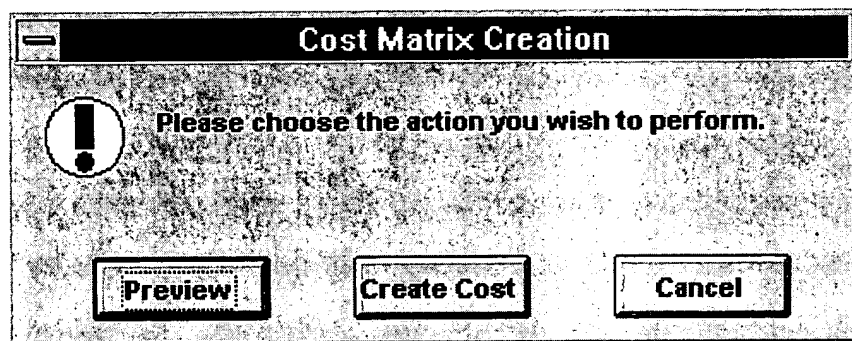 Cost Matrix Creation
Please choose the action you wish to perform.
Preview
Create Cost
Cancel